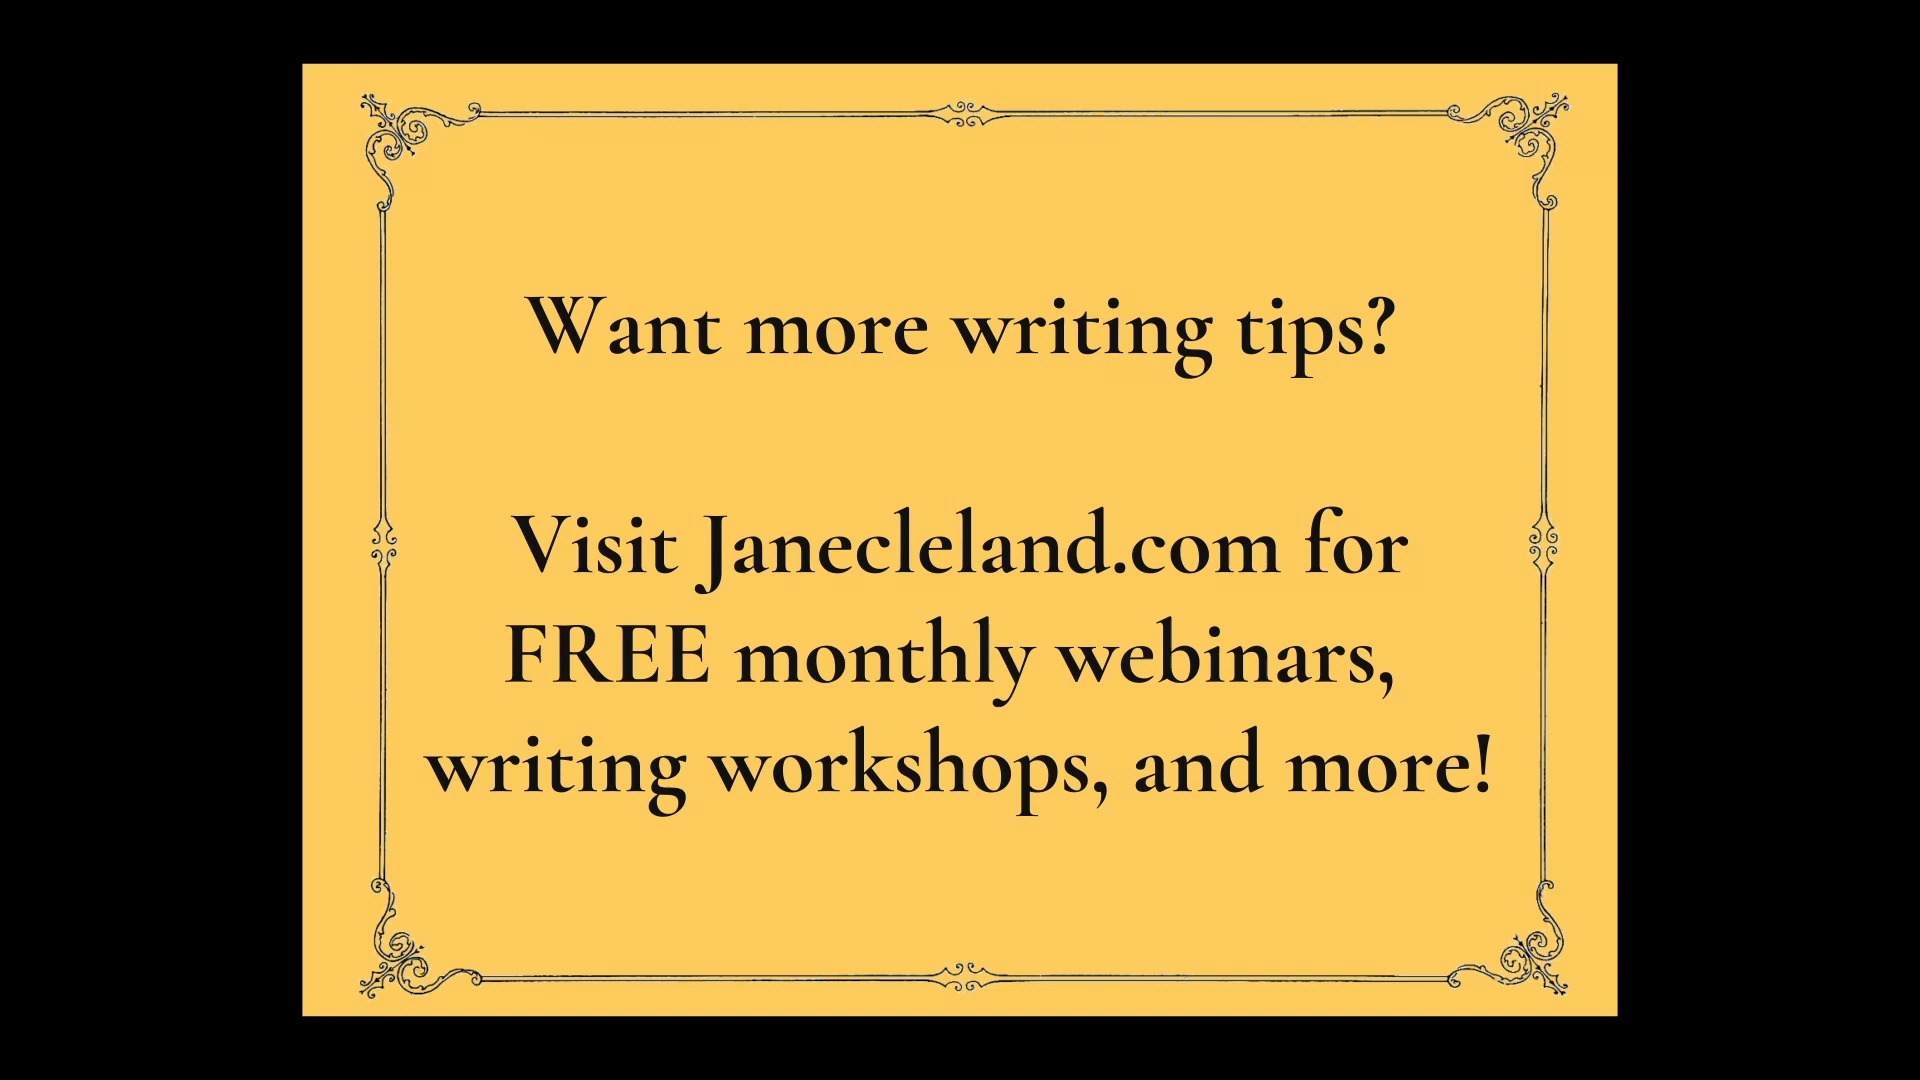 Want more writing tips?
Visit Janecleland.com for
FREE monthly webinars,
writing workshops, and more!